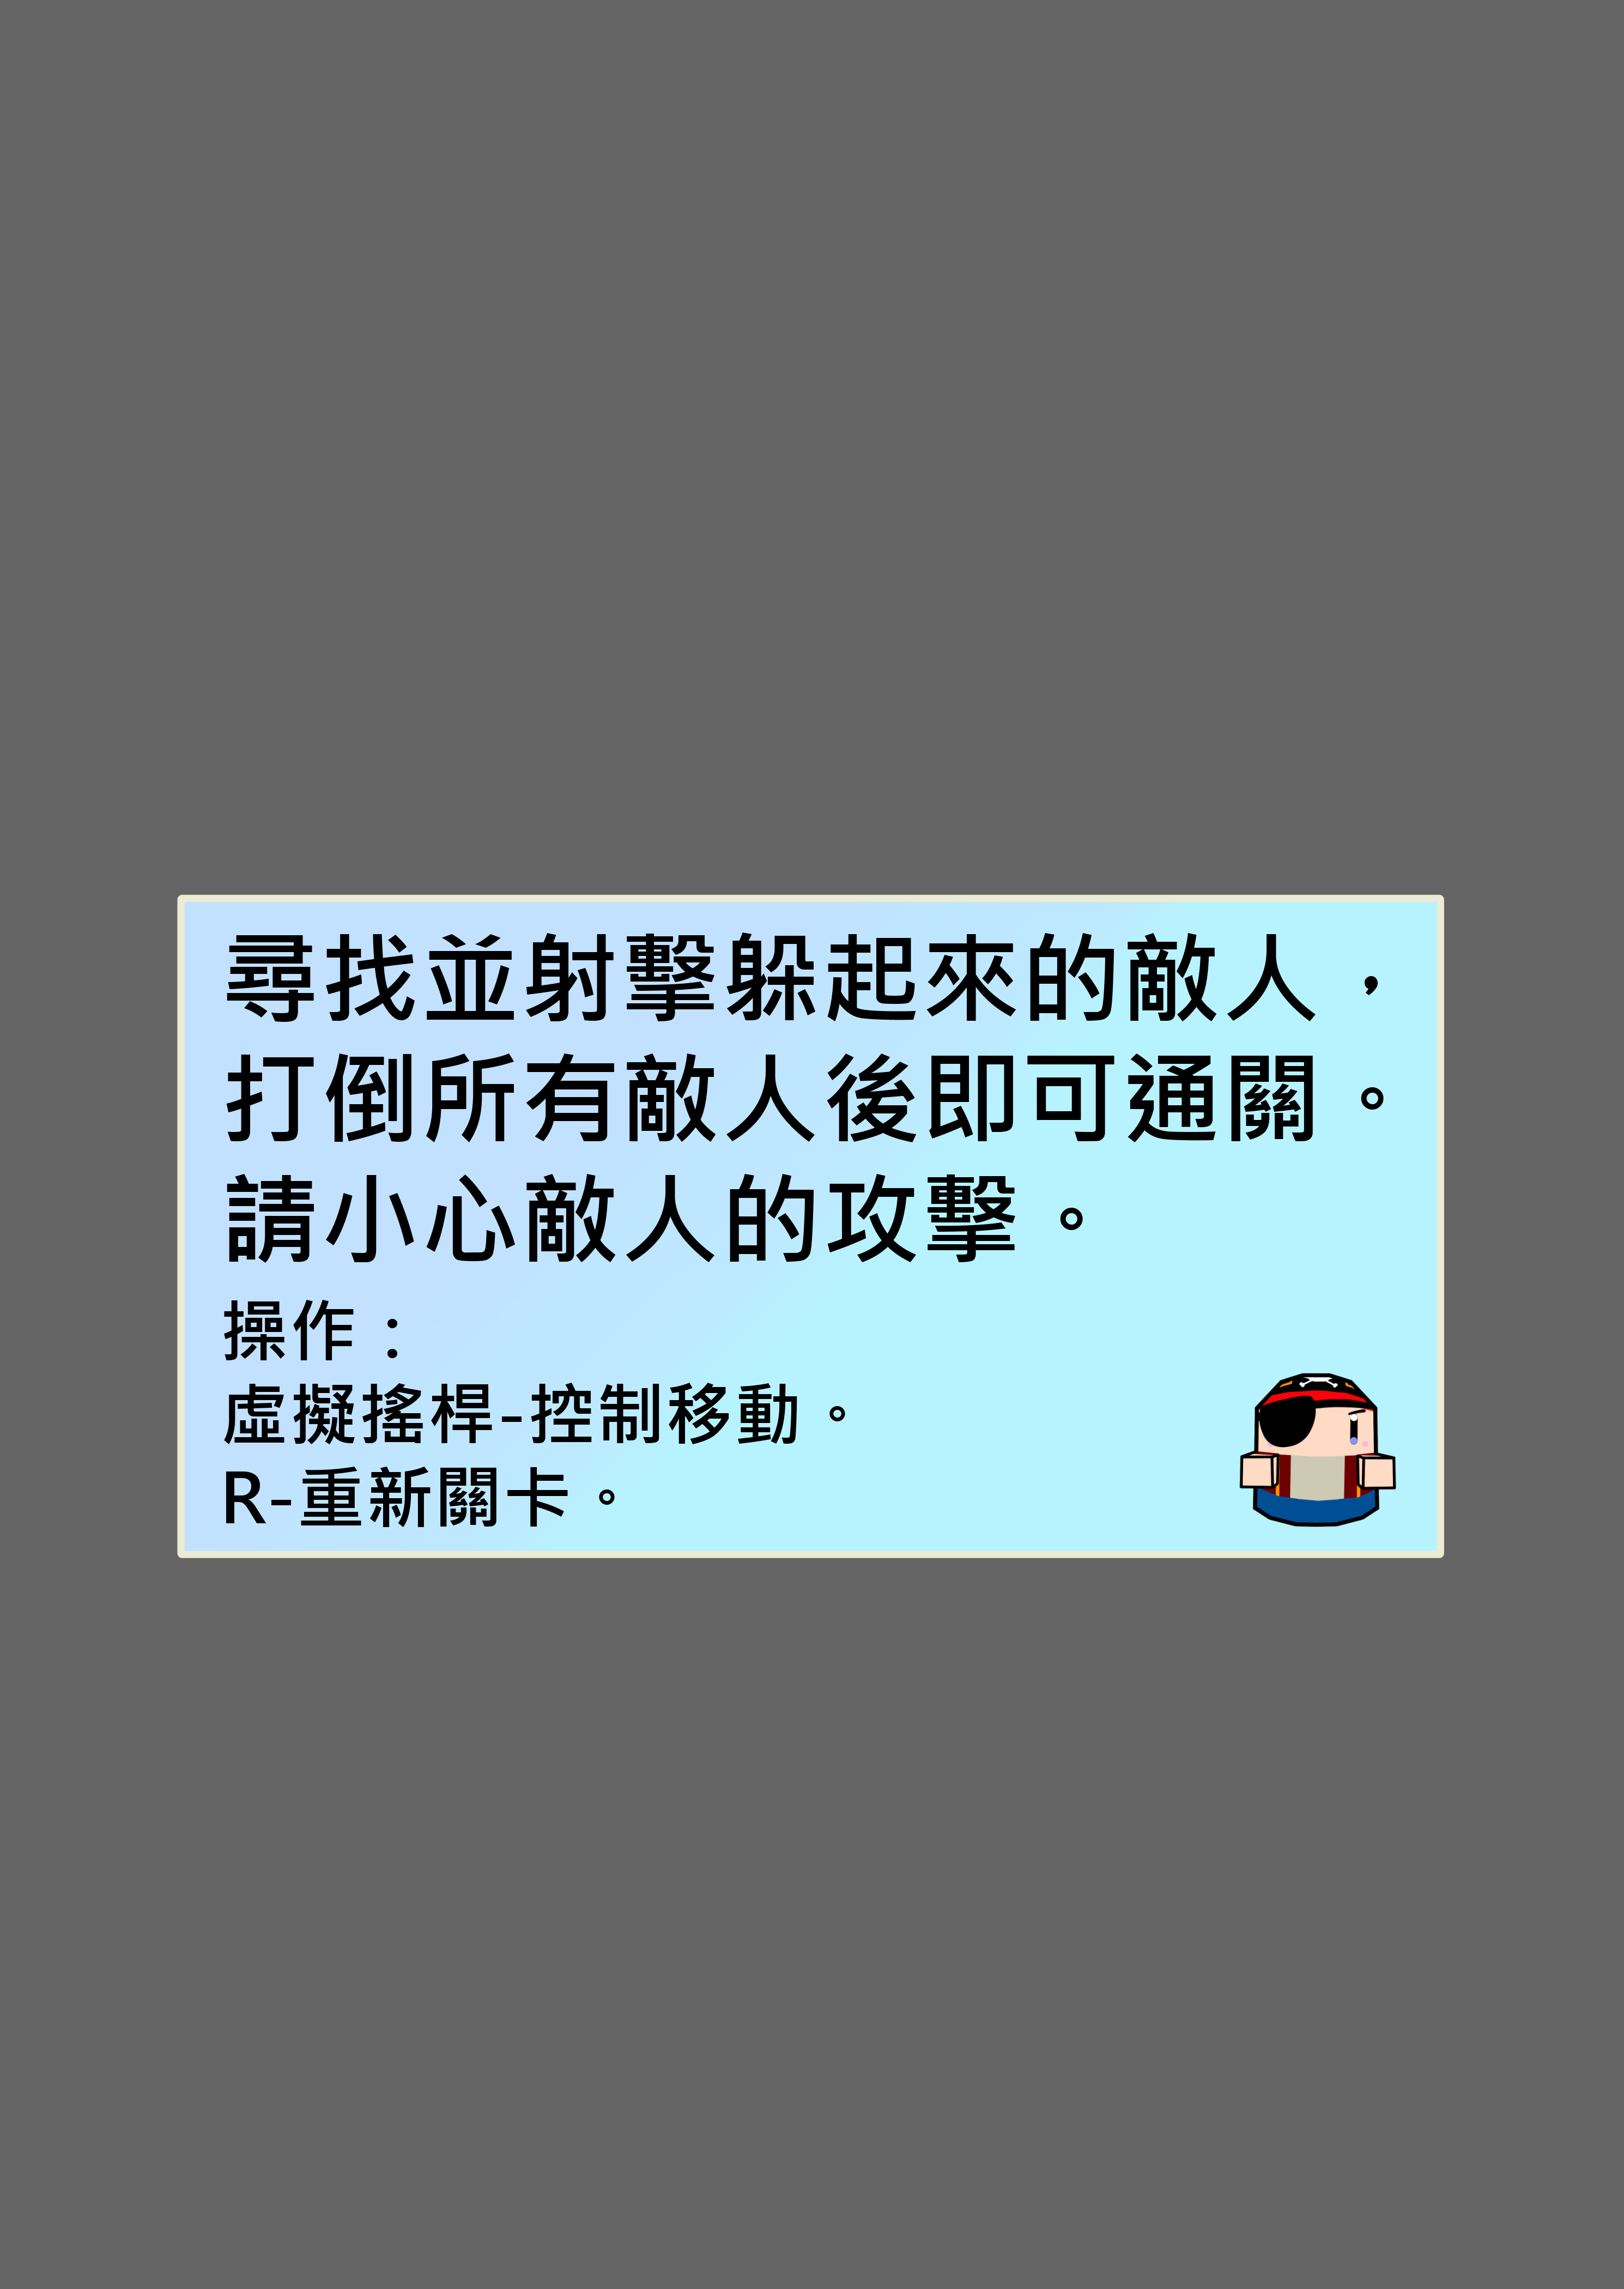 尋找並射擊躲起來的敵人，
打倒所有敵人後即可通關。
請小心敵人的攻擊。
操作：
虛擬搖桿-控制移動。
R-重新關卡。